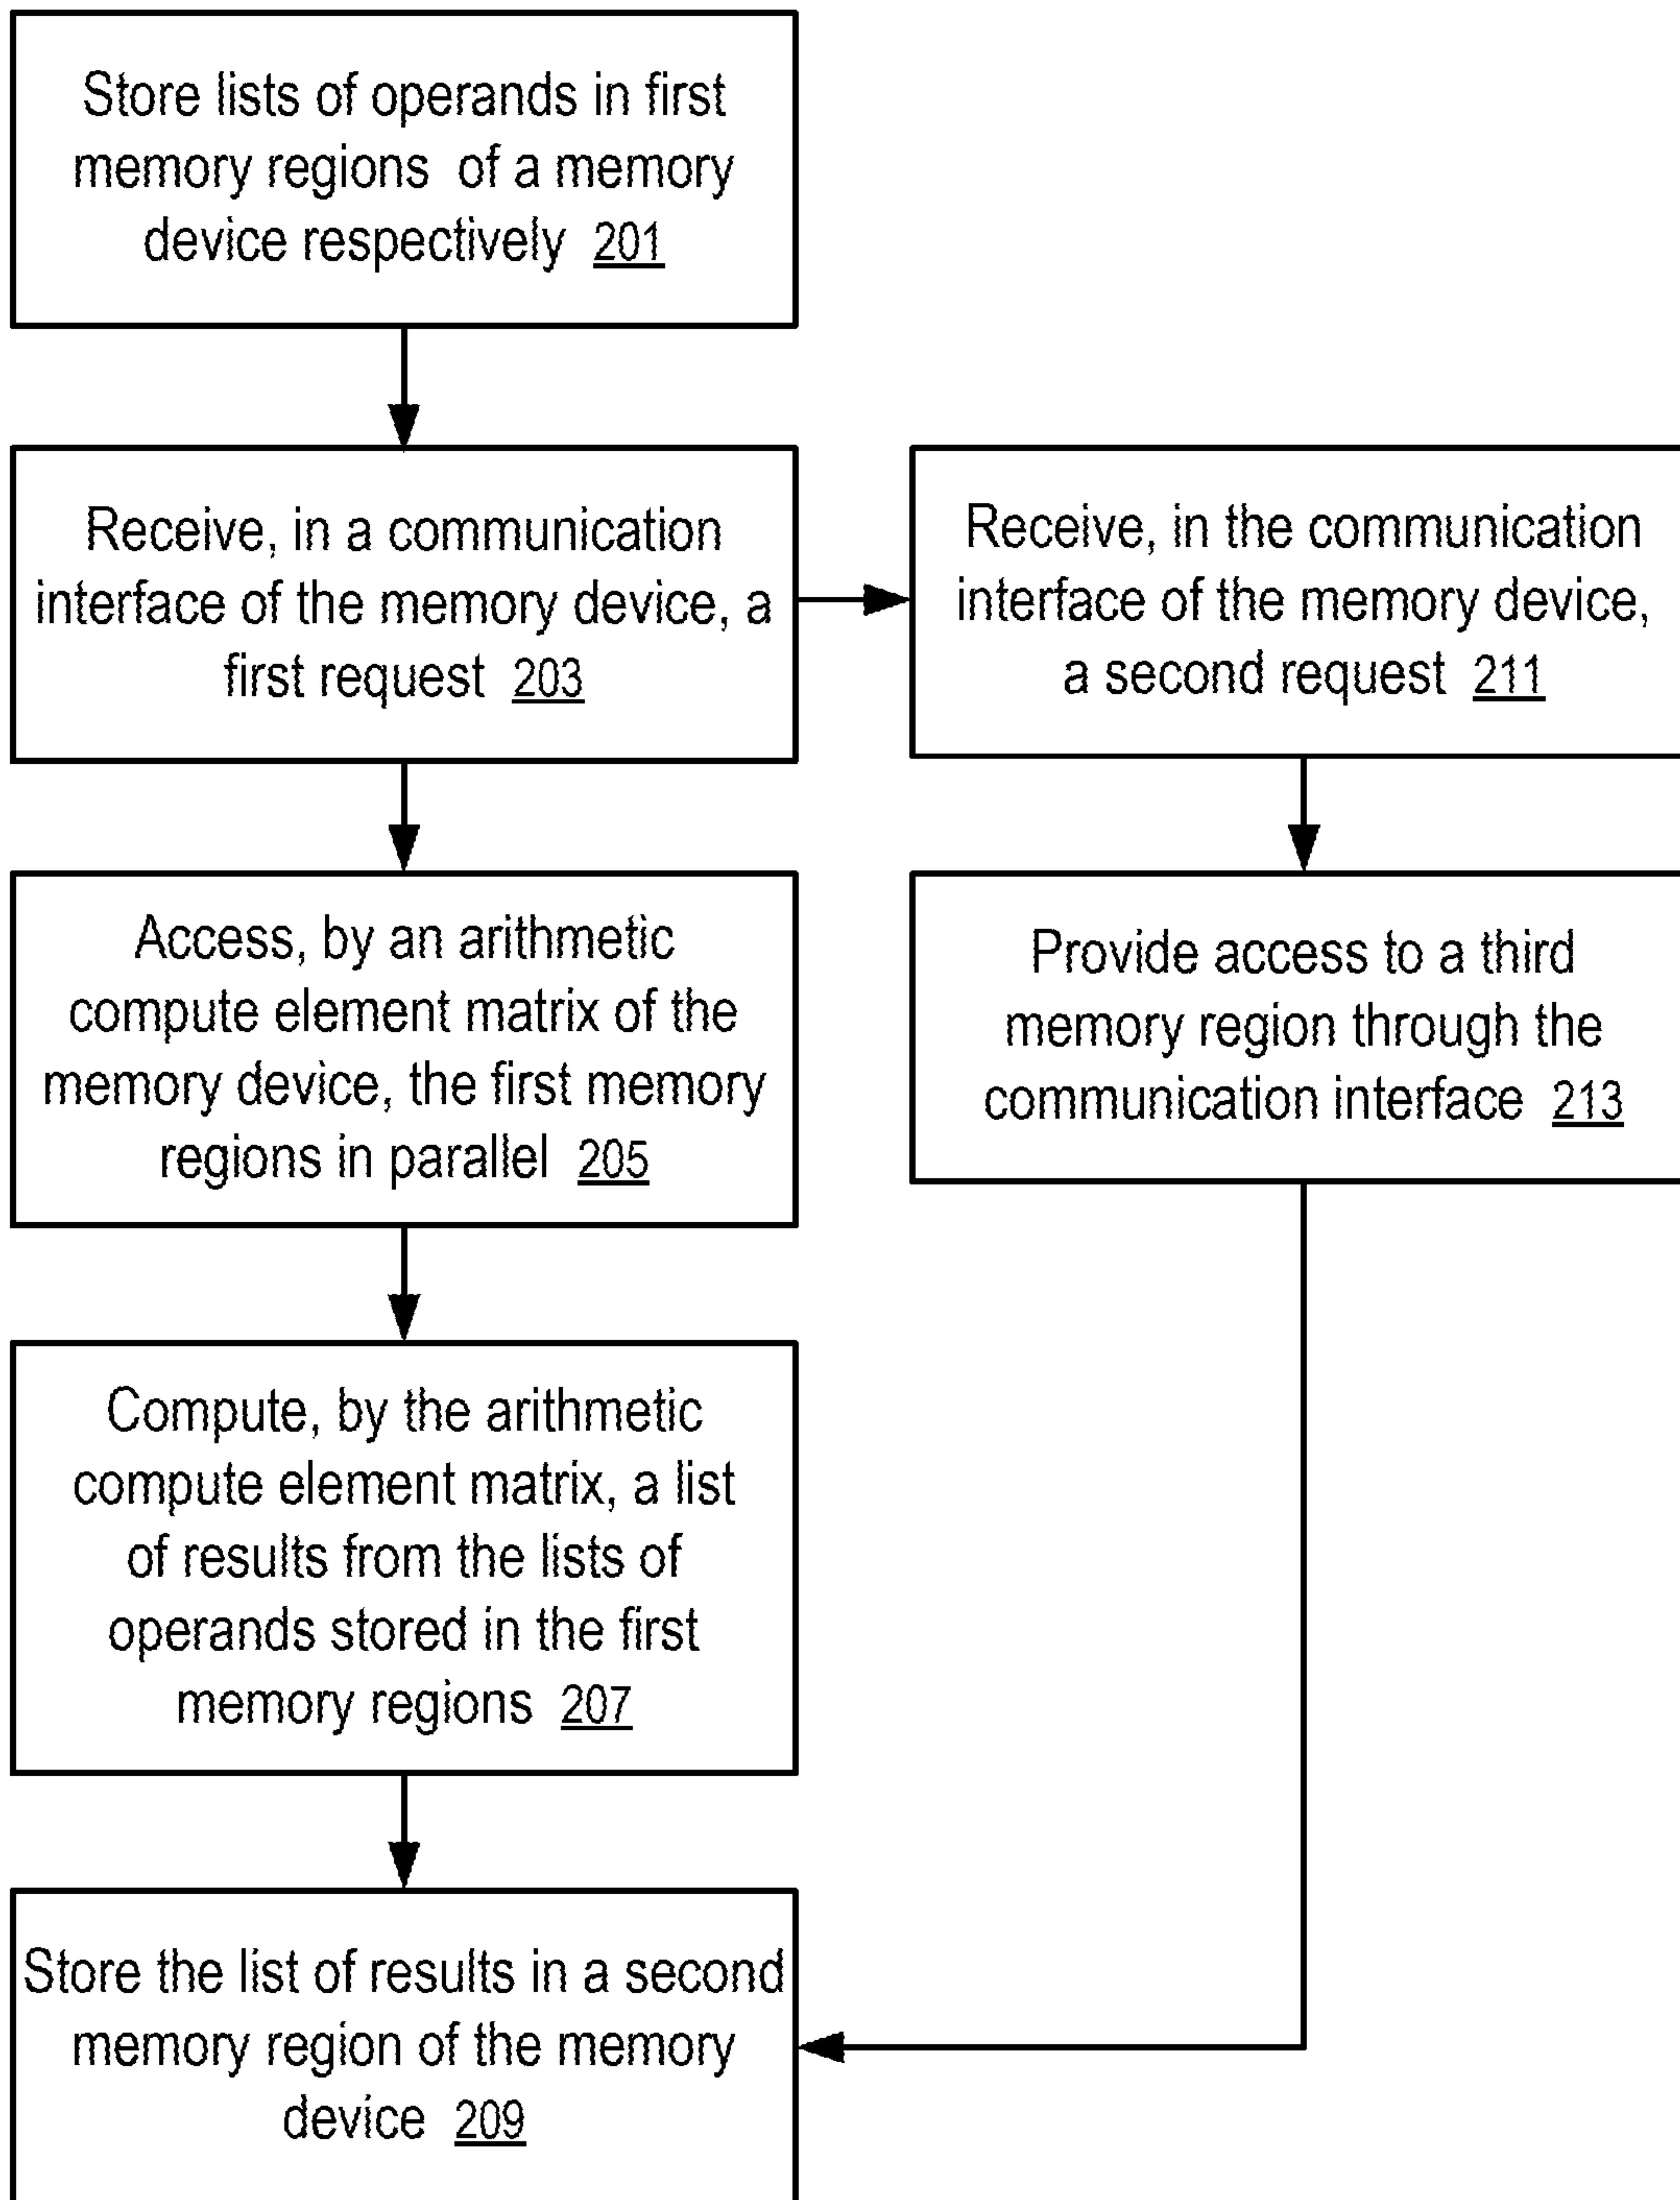 Store lists of operands in first
memory regions of a memory
device respectively 201
Receive, in a communication
interface of the memory device, a
first request 203
Receive, in the communication
interface of the memory device,
a second request 211
Access, by an arithmetic
compute element matrix of the
memory device, the first memory
regions in parallel 205
Provide access to a third
memory region through the
communication interface 213
Compute, by the arithmetic
compute element matrix, a list
of results from the lists of
operands stored in the first
memory regions 207
Store the list of results in a second
memory region of the memory
device 209